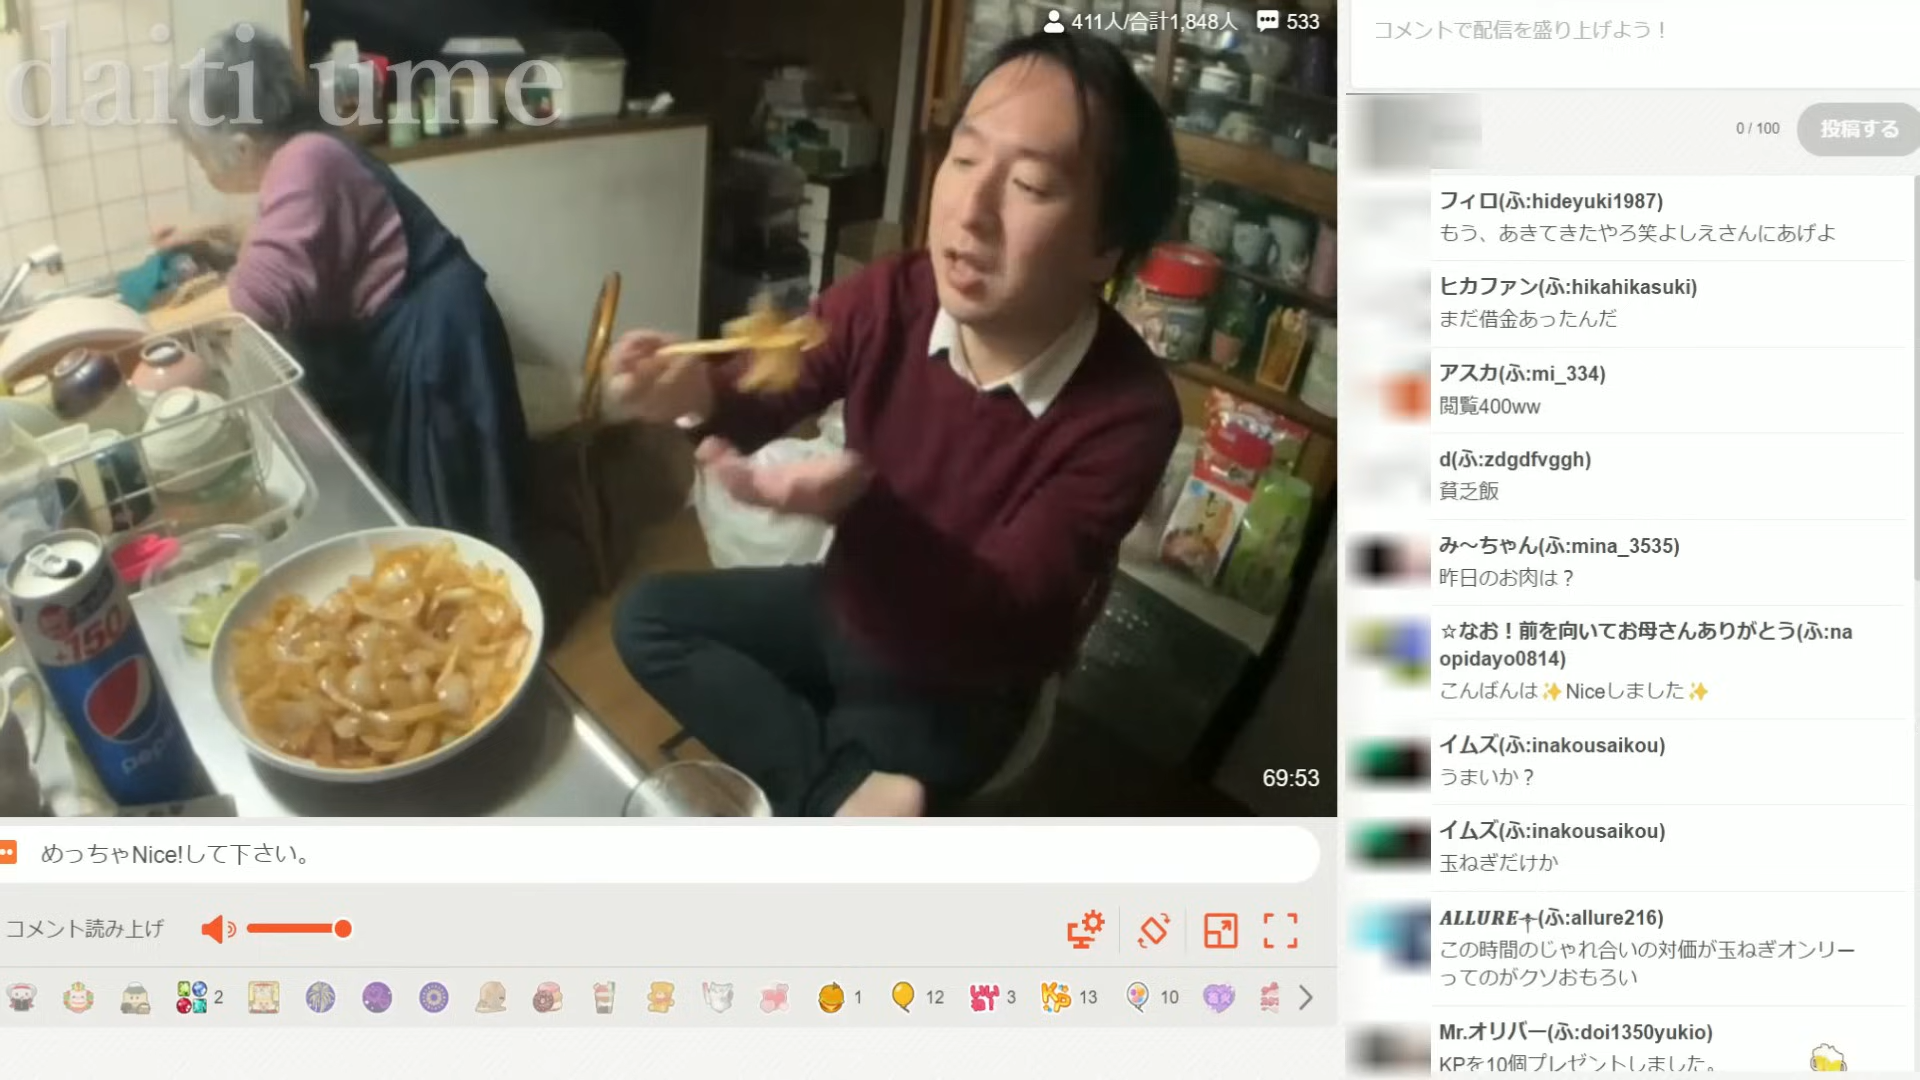 daiti ume
411人/合計1,848人 533
+150
pepsi
69:53
めっちゃNice!して下さい。
コメント読み上げ
2
1
12
3
KP 13
10
コメントで配信を盛り上げよう！
0 / 100 投稿する
フィロ(ふ:hideyuki1987)
もう、あきてきたやろ笑よしえさんにあげよ
ヒカファン(ふ:hikahikasuki)
まだ借金あったんだ
アスカ(ふ:mi_334)
閲覧400ww
d(ふ:zdgdfvggh)
貧乏飯
み〜ちゃん(ふ:mina_3535)
昨日のお肉は？
☆なお！前を向いてお母さんありがとう(ふ:na
opidayo0814)
こんばんは✨Niceしました✨
イムズ(ふ:inakousaikou)
うまいか？
イムズ(ふ:inakousaikou)
玉ねぎだけか
ALLURE╋(ふ:allure216)
この時間のじゃれ合いの対価が玉ねぎオンリー
ってのがクソおもろい
Mr.オリバー(ふ:doi1350yukio)
KPを10個プレゼントしました。